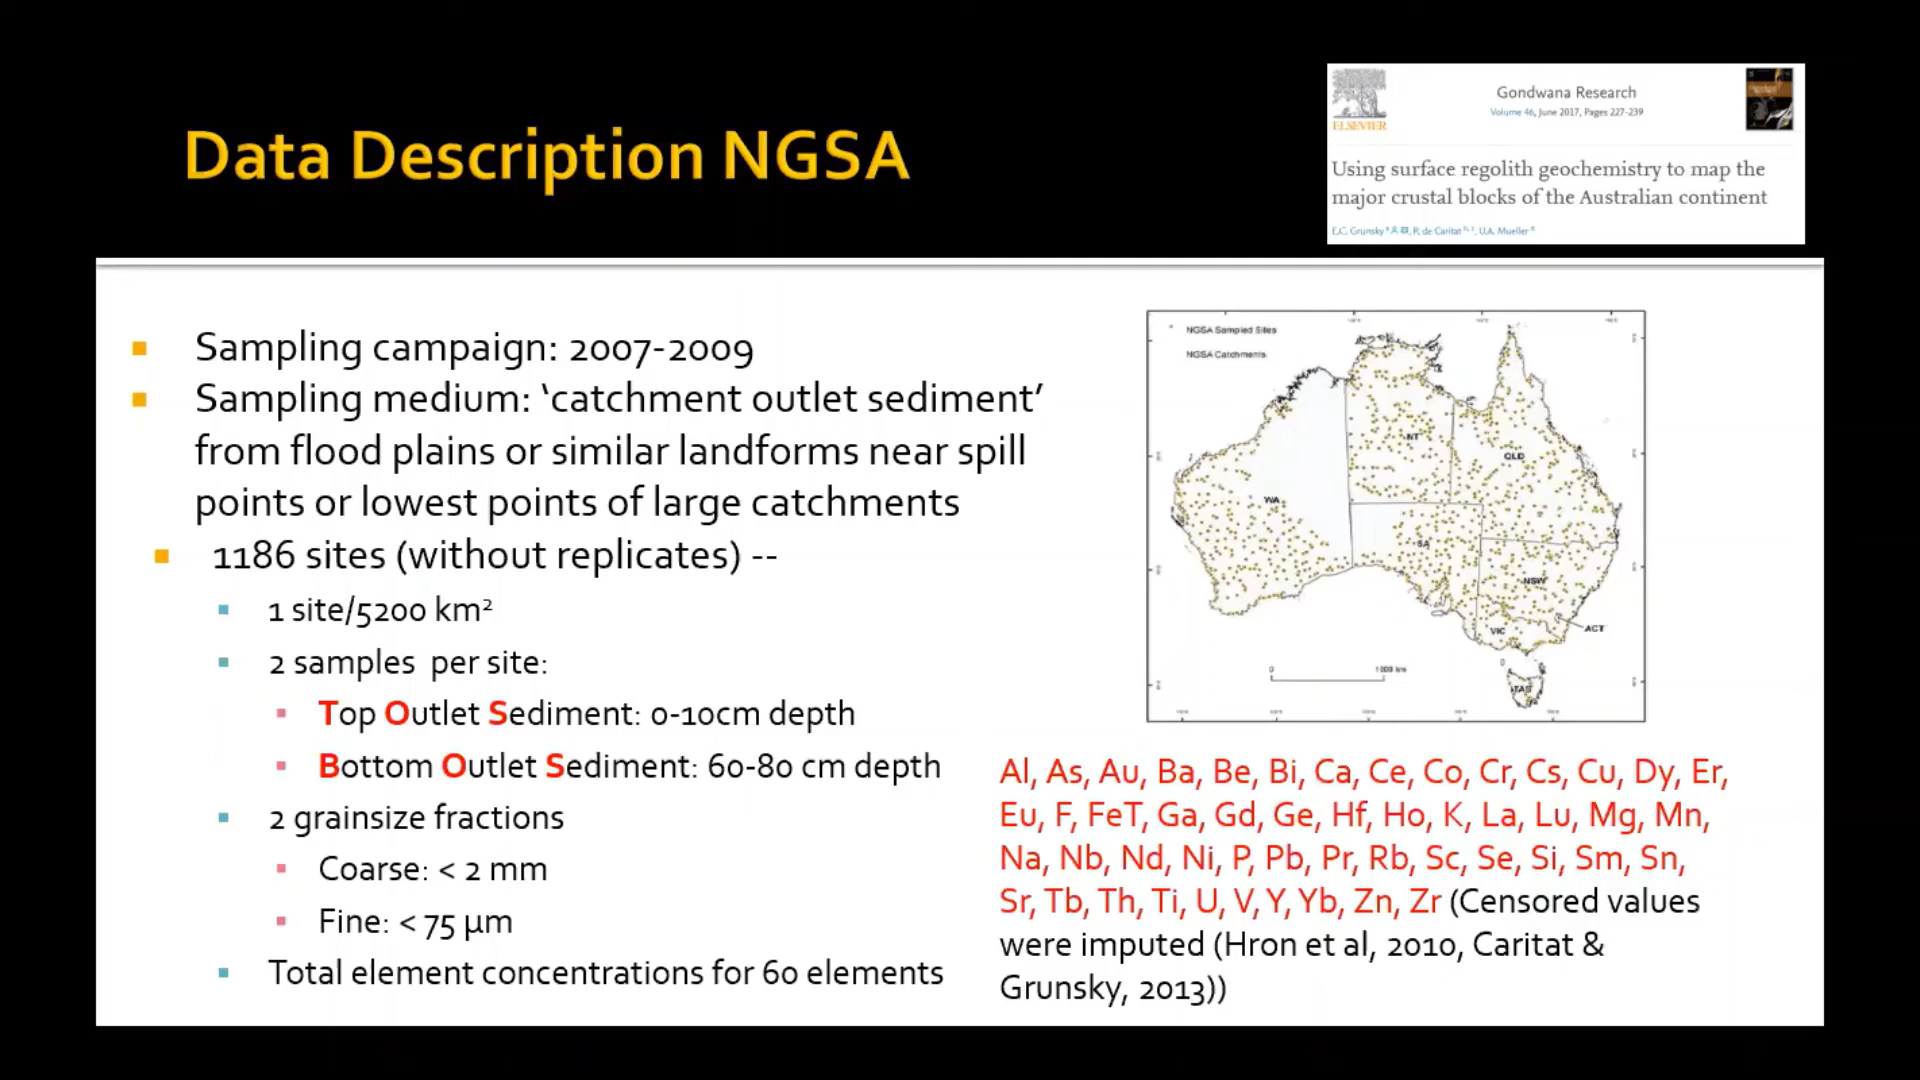 Data Description NGSA
ELSEVIER
Gondwana Research
Volume 46, June 2017, Pages 227-239
Using surface regolith geochemistry to map the
major crustal blocks of the Australian continent
E.C. Grunsky, P. de Caritat, U.A. Mueller
Sampling campaign: 2007-2009
Sampling medium: ‘catchment outlet sediment’
from flood plains or similar landforms near spill
points or lowest points of large catchments
1186 sites (without replicates) --
1 site/5200 km²
2 samples per site:
Top Outlet Sediment: 0-10cm depth
Bottom Outlet Sediment: 60-80 cm depth
2 grainsize fractions
Coarse: < 2 mm
Fine: < 75 µm
Total element concentrations for 60 elements
NGSA Sampled Sites
NGSA Catchments
NT
QLD
WA
SA
NSW
VIC
ACT
TAS
0
1000 km
Al, As, Au, Ba, Be, Bi, Ca, Ce, Co, Cr, Cs, Cu, Dy, Er,
Eu, F, FeT, Ga, Gd, Ge, Hf, Ho, K, La, Lu, Mg, Mn,
Na, Nb, Nd, Ni, P, Pb, Pr, Rb, Sc, Se, Si, Sm, Sn,
Sr, Tb, Th, Ti, U, V, Y, Yb, Zn, Zr (Censored values
were imputed (Hron et al, 2010, Caritat &
Grunsky, 2013))